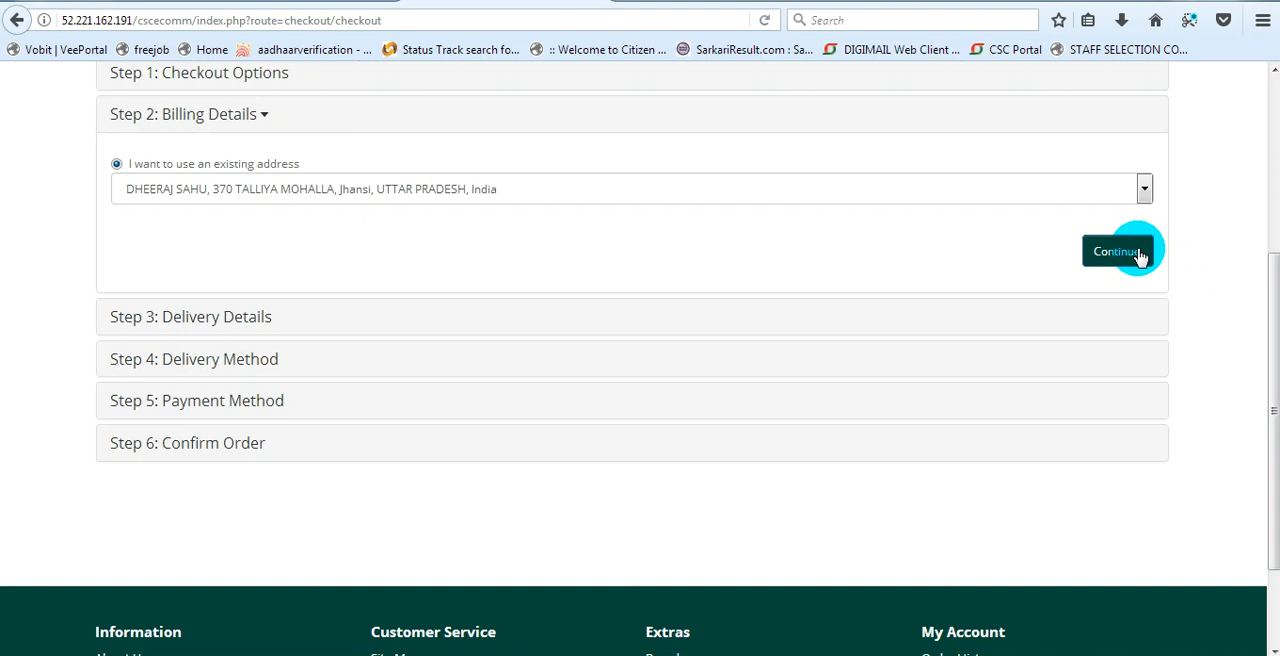 52.221.162.191/cscecomm/index.php?route=checkout/checkout
Search
Vobit | VeePortal freejob Home aadhaarverification - ... Status Track search fo... :: Welcome to Citizen ... SarkariResult.com : Sa... DIGIMAIL Web Client ... CSC Portal STAFF SELECTION CO...
Step 1: Checkout Options
Step 2: Billing Details
I want to use an existing address
DHEERAJ SAHU, 370 TALLIYA MOHALLA, Jhansi, UTTAR PRADESH, India
Continue
Step 3: Delivery Details
Step 4: Delivery Method
Step 5: Payment Method
Step 6: Confirm Order
Information Customer Service Extras My Account